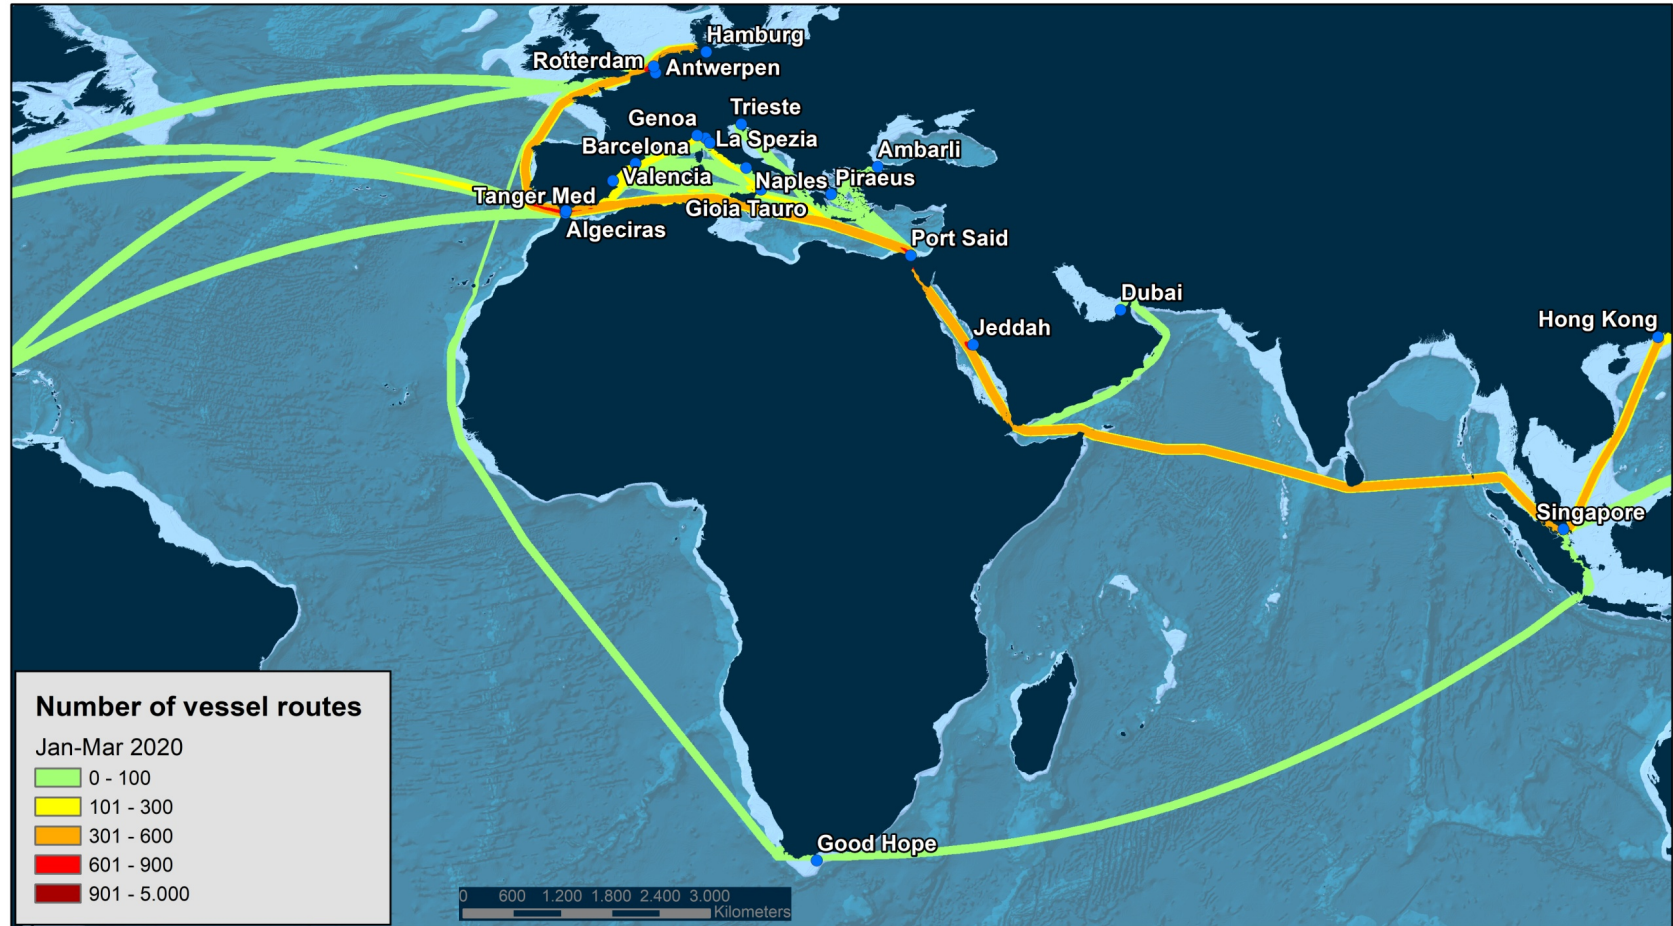 Hamburg
Rotterdam
Antwerpen
Trieste
Genoa
La Spezia
Barcelona
Ambarli
Valencia
Naples
Piraeus
Tanger Med
Gioia Tauro
Algeciras
Port Said
Dubai
Hong Kong
Jeddah
Singapore
Good Hope
Number of vessel routes
Jan-Mar 2020
0 - 100
101 - 300
301 - 600
601 - 900
901 - 5.000
0 600 1.200 1.800 2.400 3.000
Kilometers